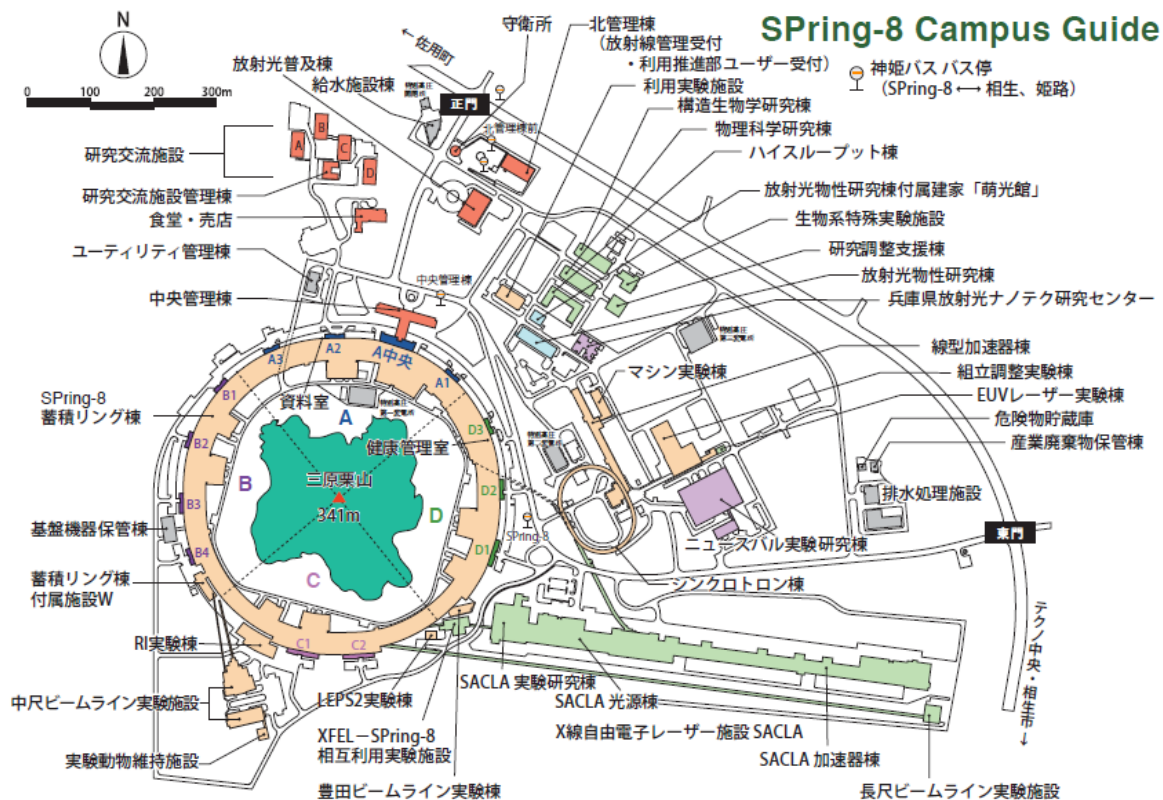 SPring-8 Campus Guide
N
0 100 200 300m
← 佐用町
守衛所
北管理棟
(放射線管理受付
・利用推進部ユーザー受付)
神姫バス バス停
(SPring-8 ⟷ 相生、姫路)
放射光普及棟
給水施設棟
正門
北管理棟前
利用実験施設
構造生物学研究棟
物理科学研究棟
ハイスループット棟
放射光物性研究棟付属建家「萌光館」
生物系特殊実験施設
研究調整支援棟
放射光物性研究棟
兵庫県放射光ナノテク研究センター
研究交流施設
A
B
C
D
研究交流施設管理棟
食堂・売店
ユーティリティ管理棟
中央管理棟
中央管理棟
線型加速器棟
マシン実験棟
組立調整実験棟
EUVレーザー実験棟
危険物貯蔵庫
産業廃棄物保管棟
排水処理施設
東門
ニュースバル実験研究棟
シンクロトロン棟
SPring-8
蓄積リング棟
A3
A2
A中央
A1
B1
B2
B3
B4
C1
C2
D1
D2
D3
資料室
特別高圧
第一変電所
A
健康管理室
三原栗山
341m
B
C
D
SPring-8
基盤機器保管棟
蓄積リング棟
付属施設W
RI実験棟
中尺ビームライン実験施設
実験動物維持施設
LEPS2実験棟
XFEL－SPring-8
相互利用実験施設
豊田ビームライン実験棟
SACLA 実験研究棟
SACLA 光源棟
X線自由電子レーザー施設 SACLA
SACLA 加速器棟
長尺ビームライン実験施設
テクノ中央・相生市→